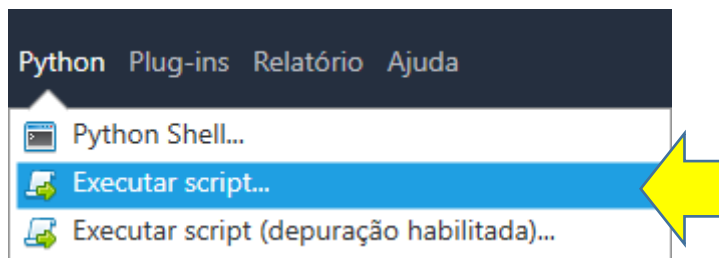 Python Plug-ins Relatório Ajuda
Python Shell...
Executar script...
Executar script (depuração habilitada)...